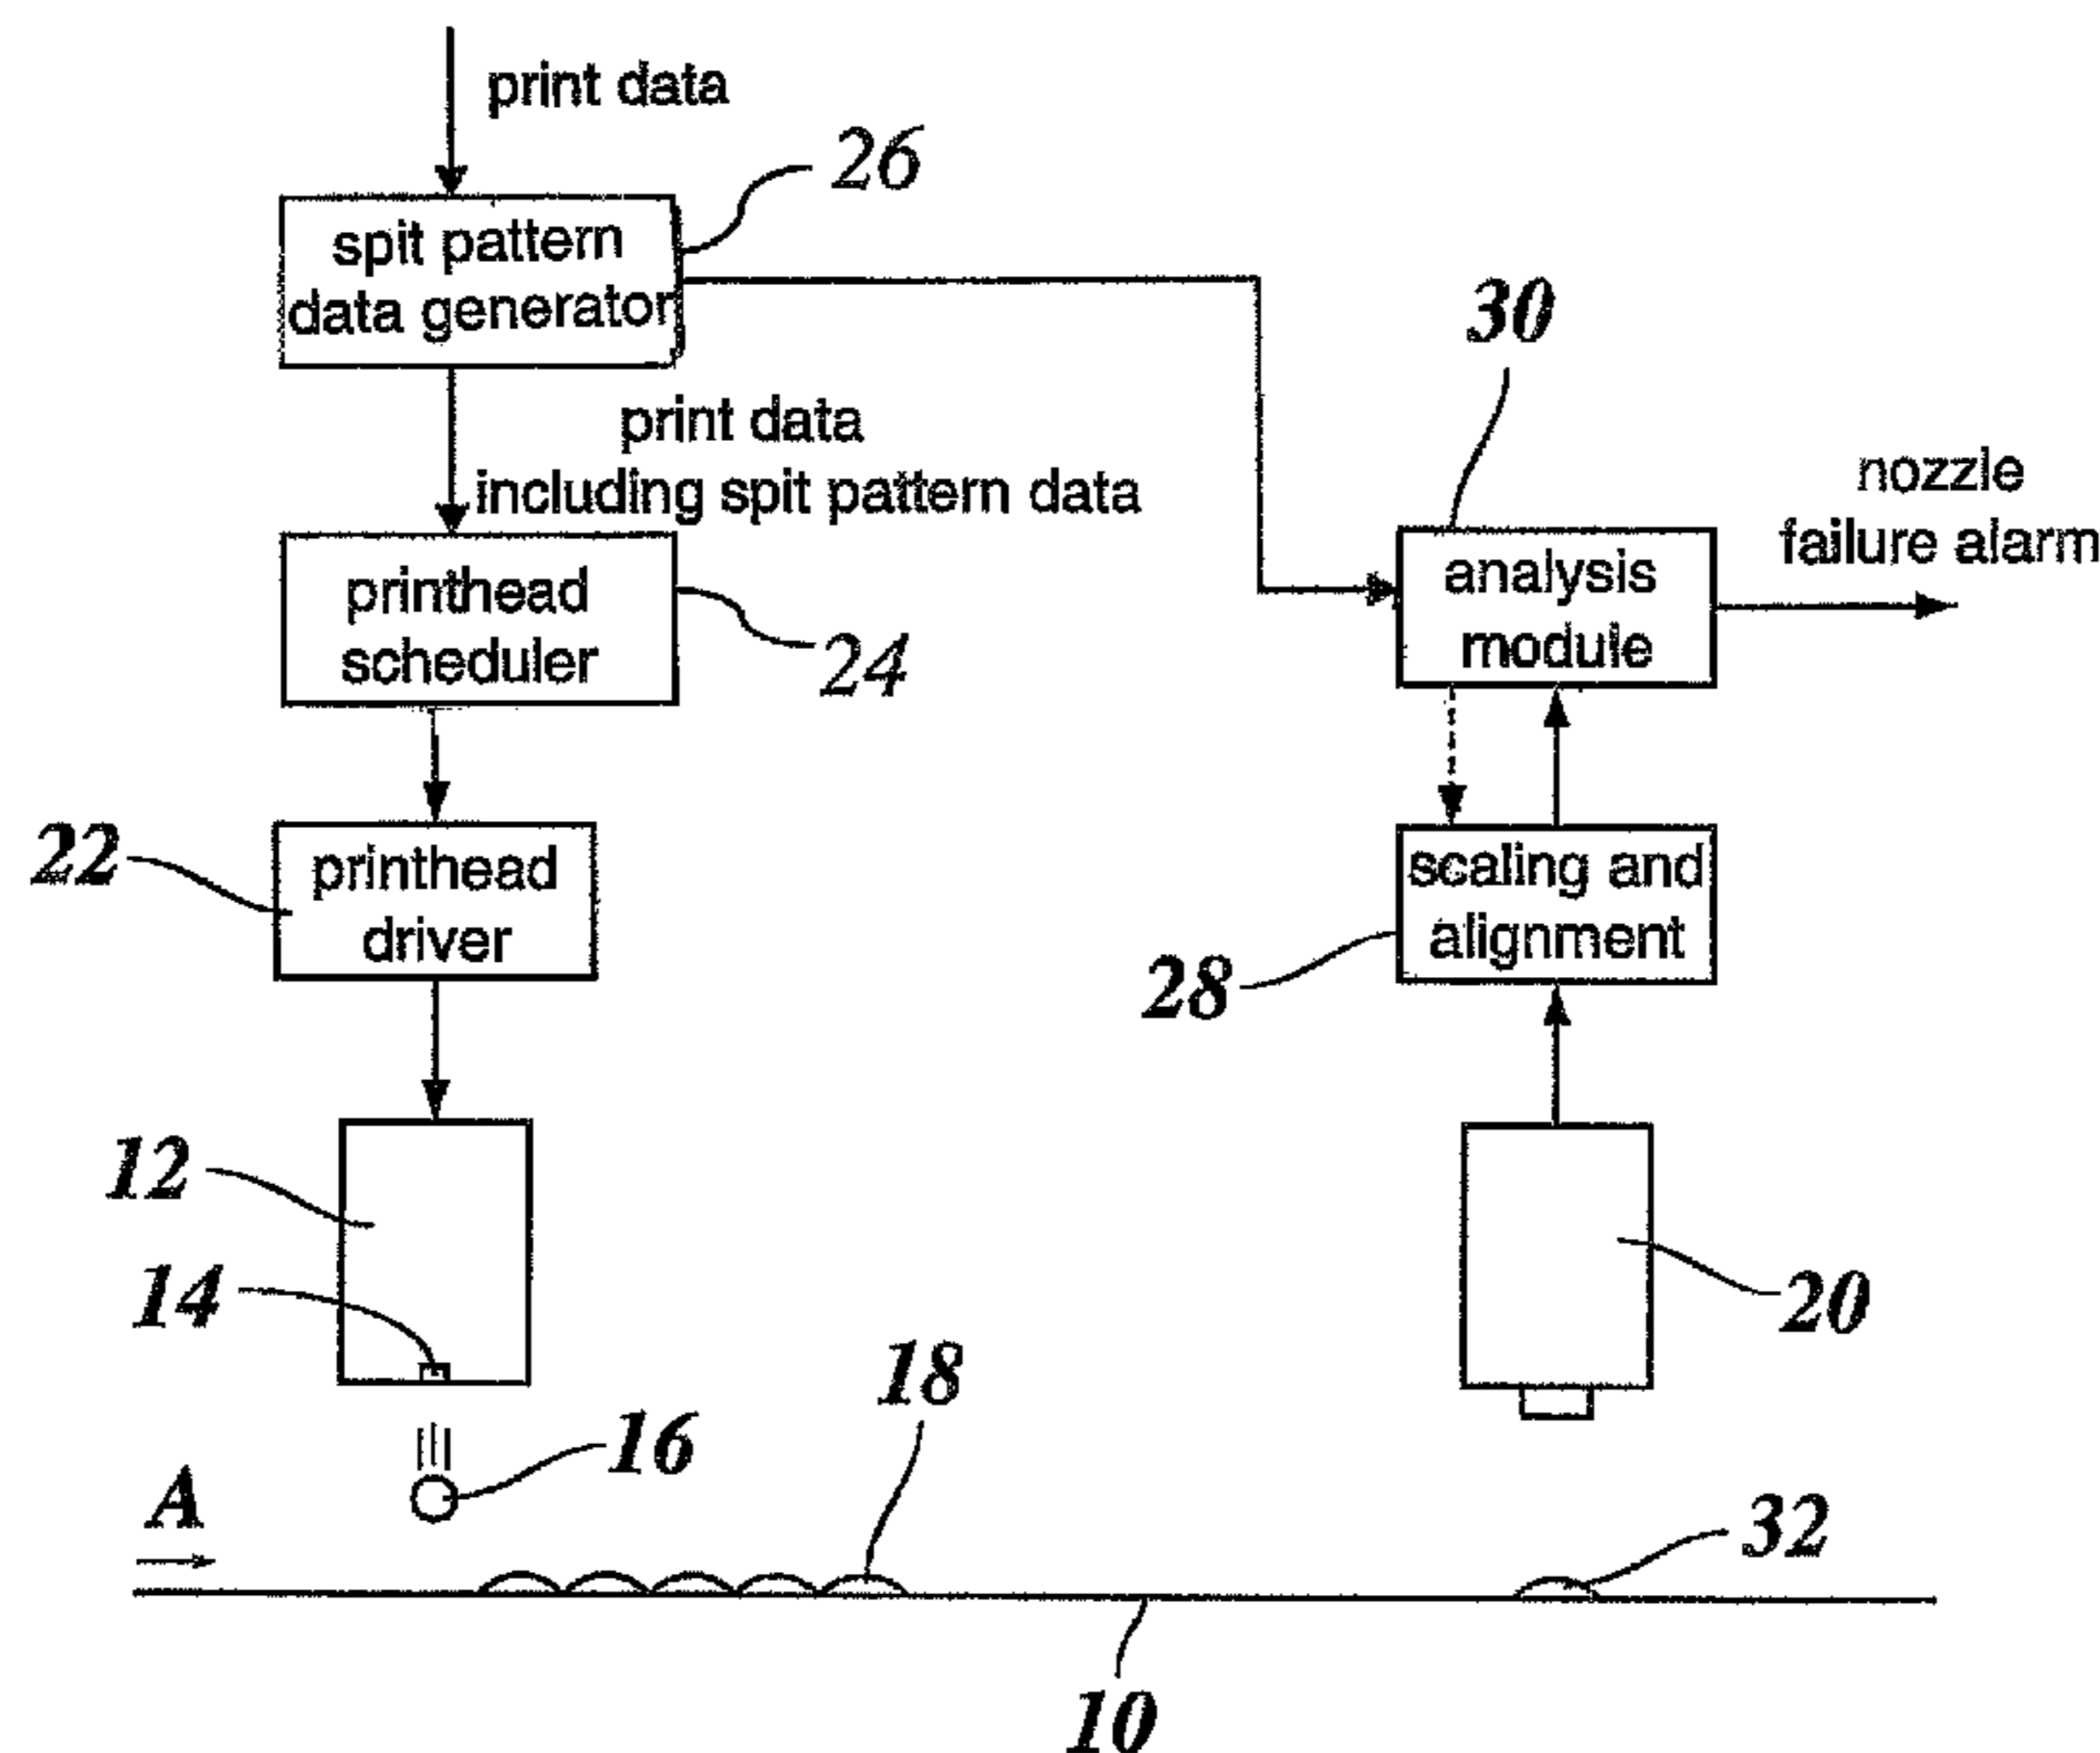 print data
26
spit pattern
data generator
30
print data
including spit pattern data
nozzle
failure alarm
printhead
scheduler
24
analysis
module
22
printhead
driver
scaling and
alignment
28
12
14
20
18
16
A
32
10